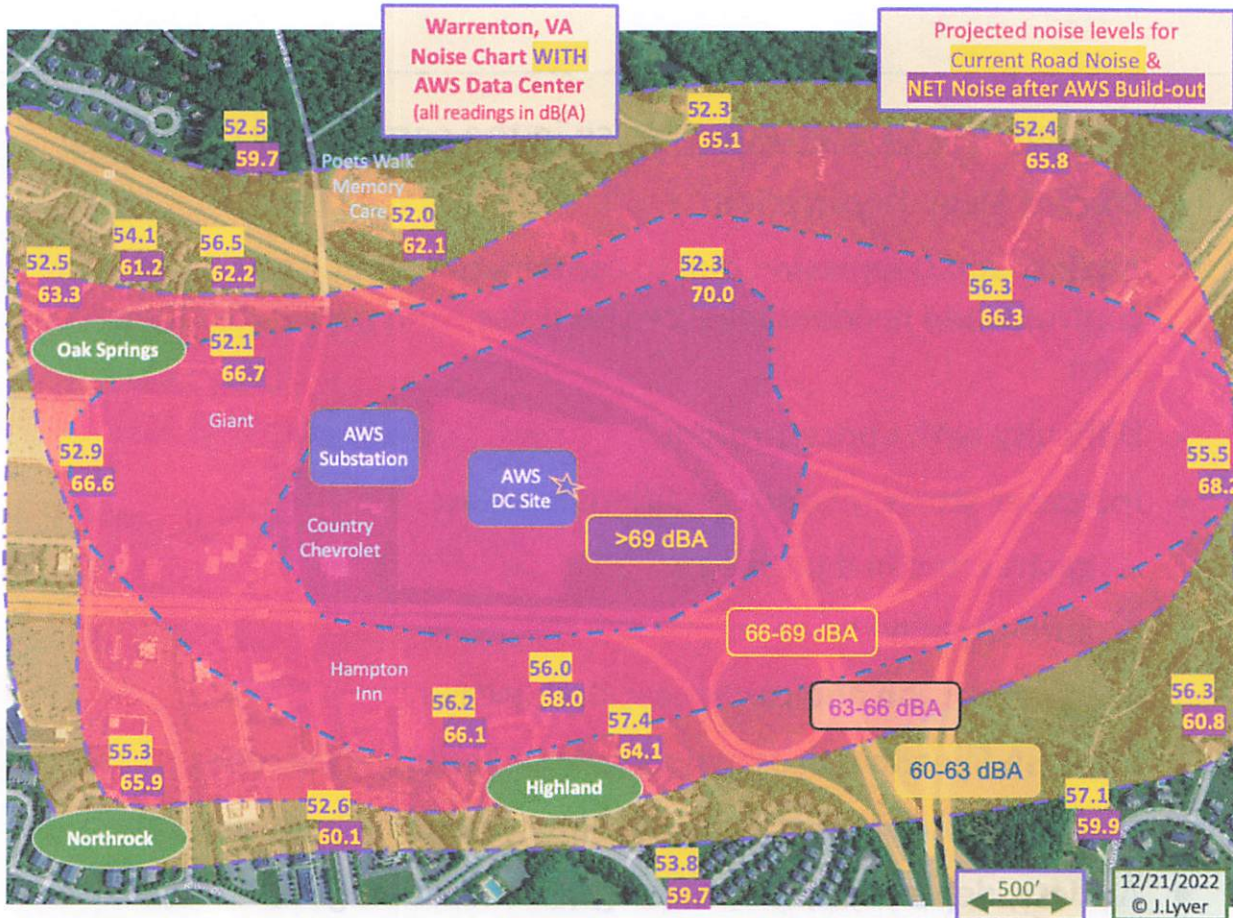 Warrenton, VA
Noise Chart WITH
AWS Data Center
(all readings in dB(A)
Projected noise levels for
Current Road Noise &
NET Noise after AWS Build-out
52.5
59.7
52.3
65.1
52.4
65.8
Poets Walk
Memory
Care
52.0
62.1
54.1
61.2
56.5
62.2
52.5
63.3
52.3
70.0
56.3
66.3
Oak Springs
52.1
66.7
Giant
AWS
Substation
52.9
66.6
AWS
DC Site
55.5
68.2
Country
Chevrolet
>69 dBA
66-69 dBA
Hampton
Inn
56.0
68.0
56.2
66.1
57.4
64.1
63-66 dBA
56.3
60.8
55.3
65.9
60-63 dBA
Highland
52.6
60.1
57.1
59.9
Northrock
53.8
59.7
500'
12/21/2022
© J.Lyver